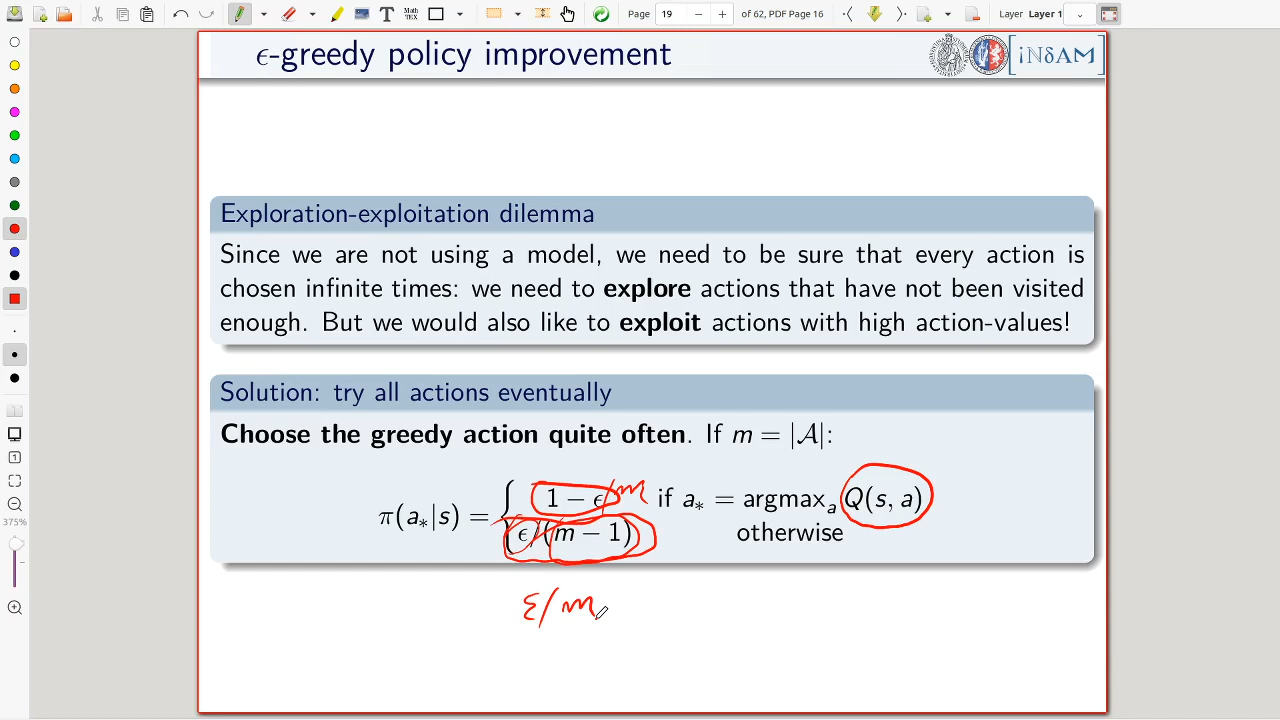 Page 19 of 62 PDF Page 16 Layer Layer 1
ϵ-greedy policy improvement
iNδAM
Exploration-exploitation dilemma
Since we are not using a model, we need to be sure that every action is
chosen infinite times: we need to explore actions that have not been visited
enough. But we would also like to exploit actions with high action-values!
Solution: try all actions eventually
Choose the greedy action quite often. If m = |𝒜|:
π(a∗|s) = { 1 − ϵ/m if a∗ = argmaxₐ Q(s, a)
ϵ/(m − 1) otherwise
ε/m
375%